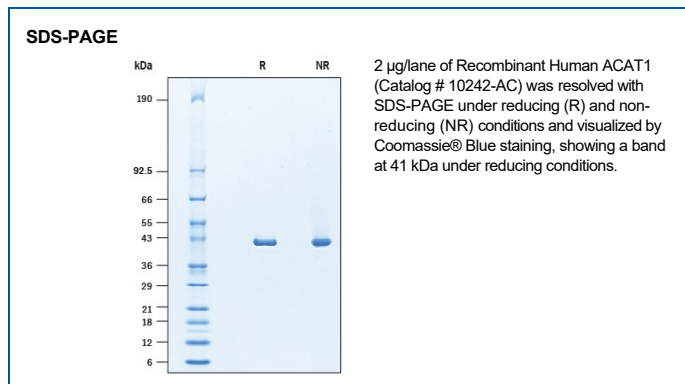 SDS-PAGE
kDa R NR
190
92.5
66
55
43
36
29
21
18
12
6
2 µg/lane of Recombinant Human ACAT1
(Catalog # 10242-AC) was resolved with
SDS-PAGE under reducing (R) and non-
reducing (NR) conditions and visualized by
Coomassie® Blue staining, showing a band
at 41 kDa under reducing conditions.